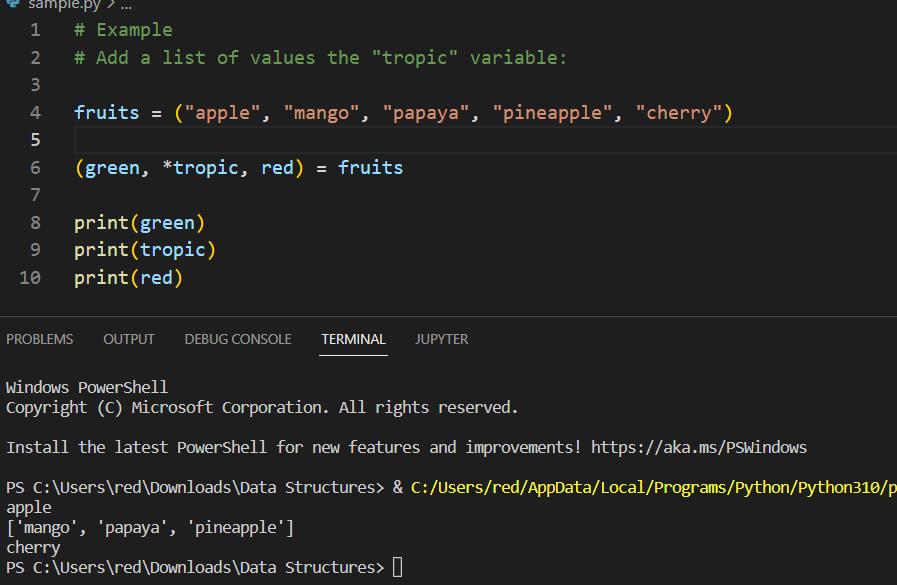 sample.py > ...
1 # Example
2 # Add a list of values the "tropic" variable:
3
4 fruits = ("apple", "mango", "papaya", "pineapple", "cherry")
5
6 (green, *tropic, red) = fruits
7
8 print(green)
9 print(tropic)
10 print(red)
PROBLEMS OUTPUT DEBUG CONSOLE TERMINAL JUPYTER
Windows PowerShell
Copyright (C) Microsoft Corporation. All rights reserved.
Install the latest PowerShell for new features and improvements! https://aka.ms/PSWindows
PS C:\Users\red\Downloads\Data Structures> & C:/Users/red/AppData/Local/Programs/Python/Python310/p
apple
['mango', 'papaya', 'pineapple']
cherry
PS C:\Users\red\Downloads\Data Structures>